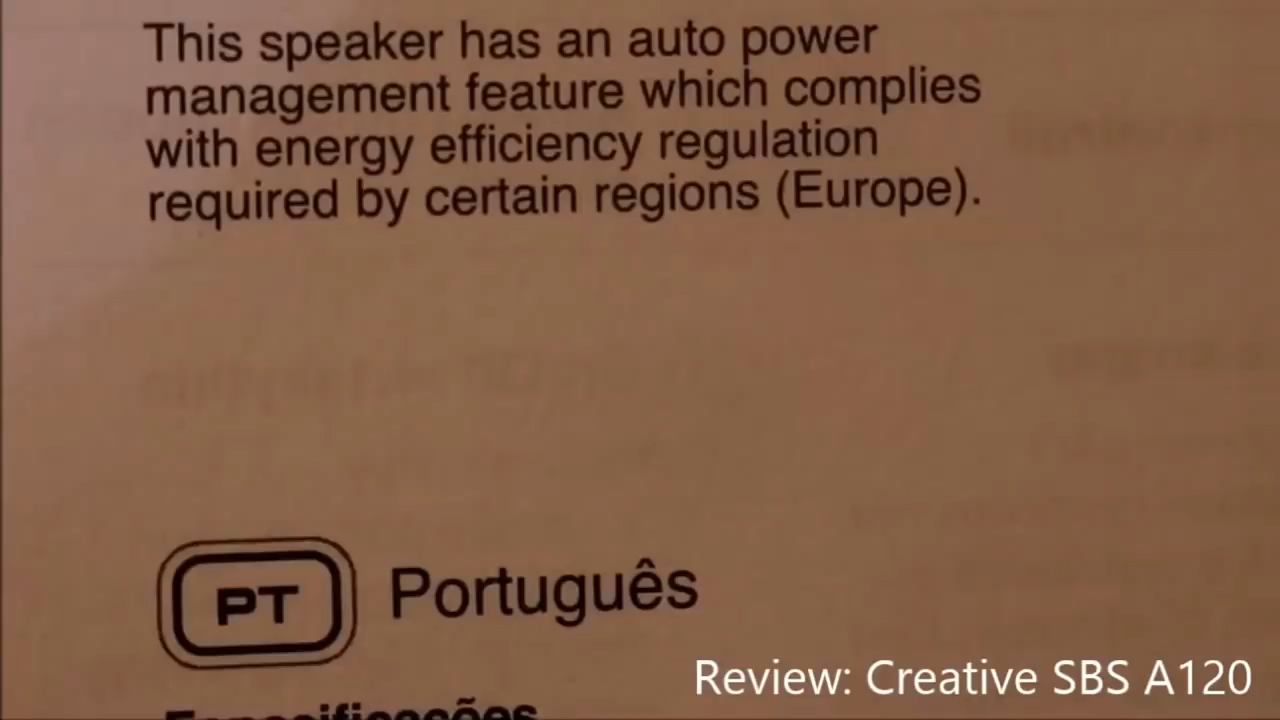 This speaker has an auto power
management feature which complies
with energy efficiency regulation
required by certain regions (Europe).
PT Português
Especificações
Review: Creative SBS A120